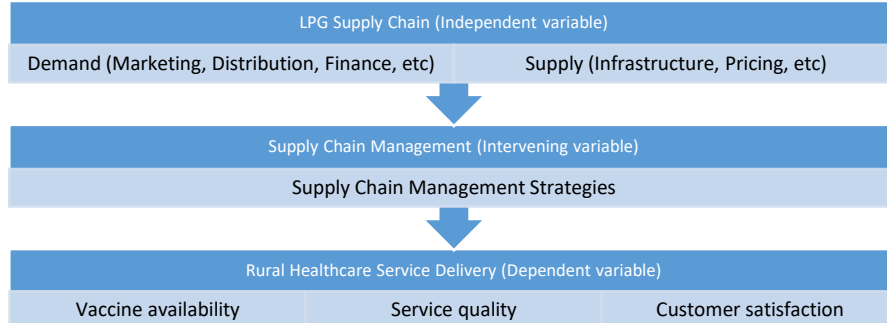 LPG Supply Chain (Independent variable)
Demand (Marketing, Distribution, Finance, etc)
Supply (Infrastructure, Pricing, etc)
Supply Chain Management (Intervening variable)
Supply Chain Management Strategies
Rural Healthcare Service Delivery (Dependent variable)
Vaccine availability
Service quality
Customer satisfaction